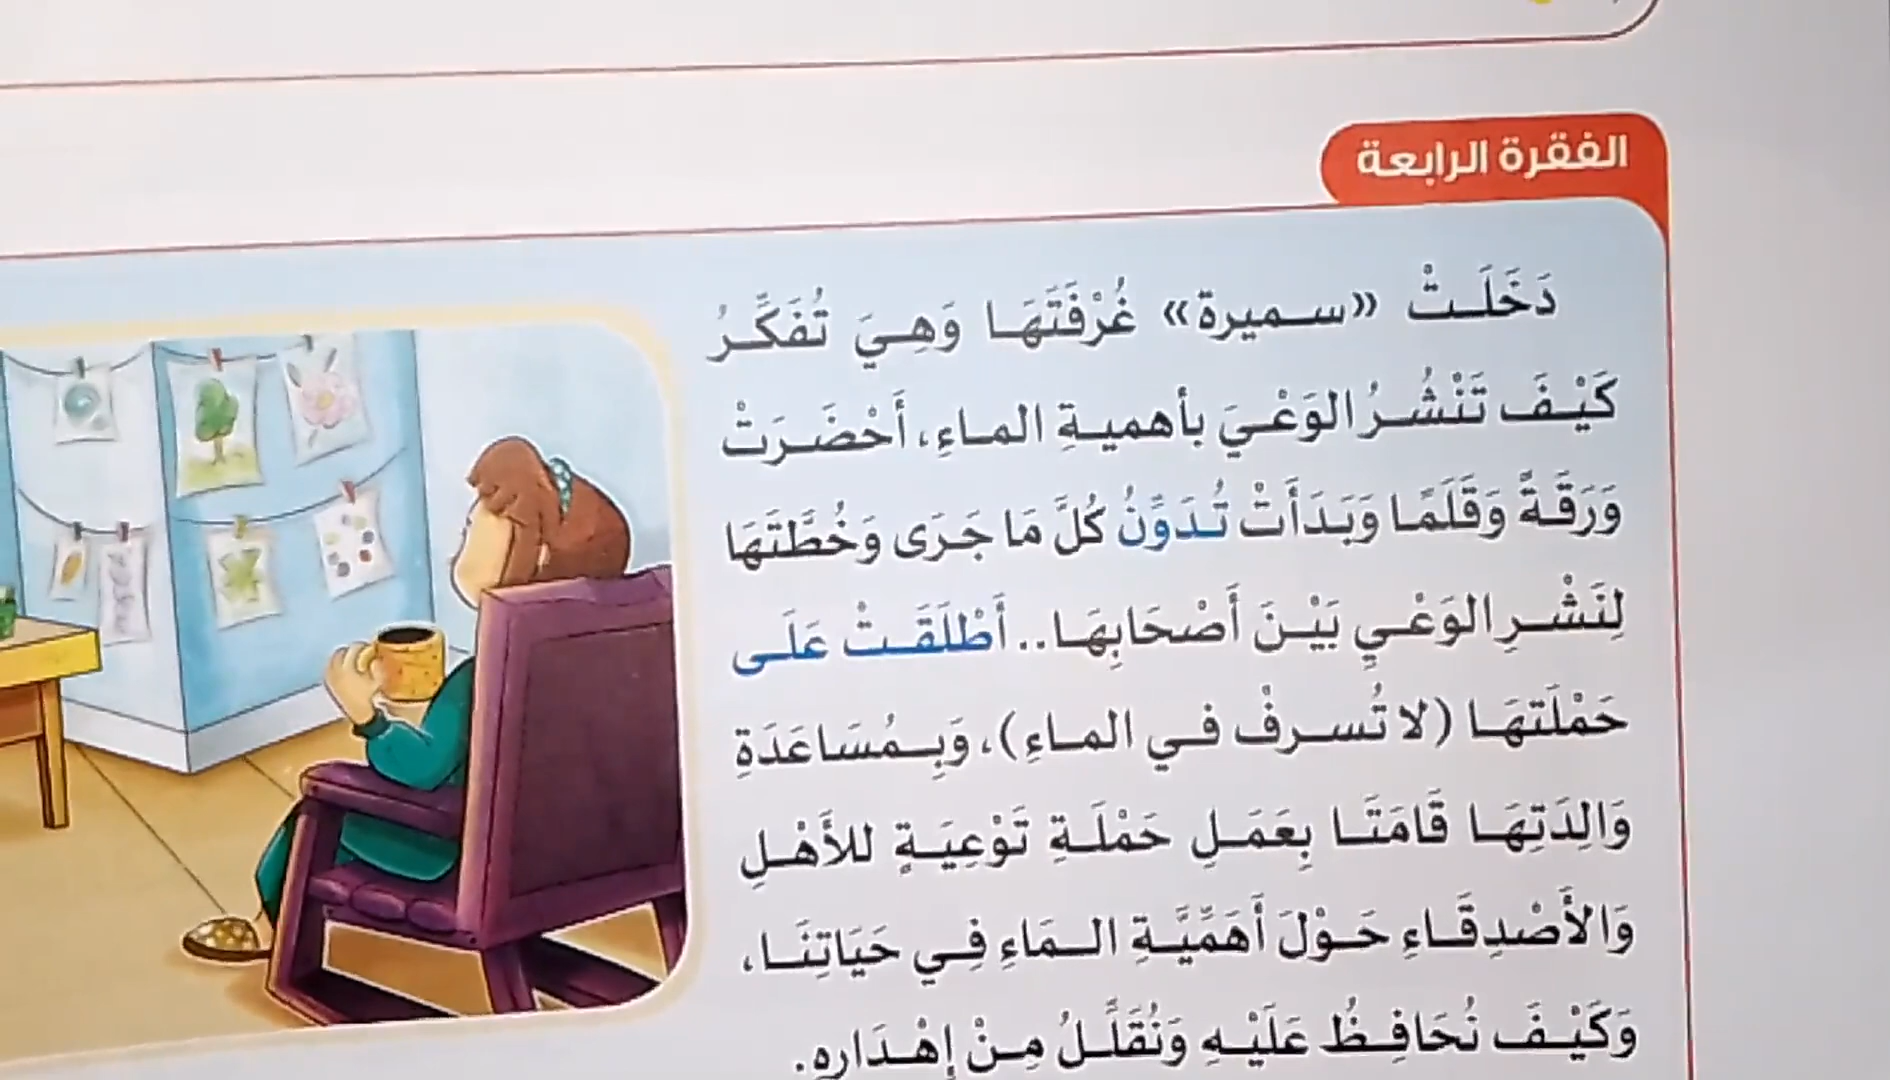 الفقرة الرابعة
دَخَلَتْ «سميرة» غُرْفَتَهَا وَهِيَ تُفَكِّرُ
كَيْفَ تَنْشُرُ الوَعْيَ بأهميةِ الماءِ، أَحْضَرَتْ
وَرَقَةً وَقَلَمًا وَبَدَأَتْ تُدَوِّنُ كُلَّ مَا جَرَى وَخُطَّتَهَا
لِنَشْرِ الوَعْيِ بَيْنَ أَصْحَابِهَا.. أَطْلَقَتْ عَلَى
حَمْلَتِهَا (لا تُسرفْ في الماءِ)، وَبِمُسَاعَدَةِ
وَالِدَتِهَا قَامَتَا بِعَمَلِ حَمْلَةِ تَوْعِيَةٍ للأَهْلِ
وَالأَصْدِقَاءِ حَوْلَ أَهَمِّيَّةِ المَاءِ فِي حَيَاتِنَا،
وَكَيْفَ نُحَافِظُ عَلَيْهِ وَنُقَلِّلُ مِنْ إِهْدَارِهِ.